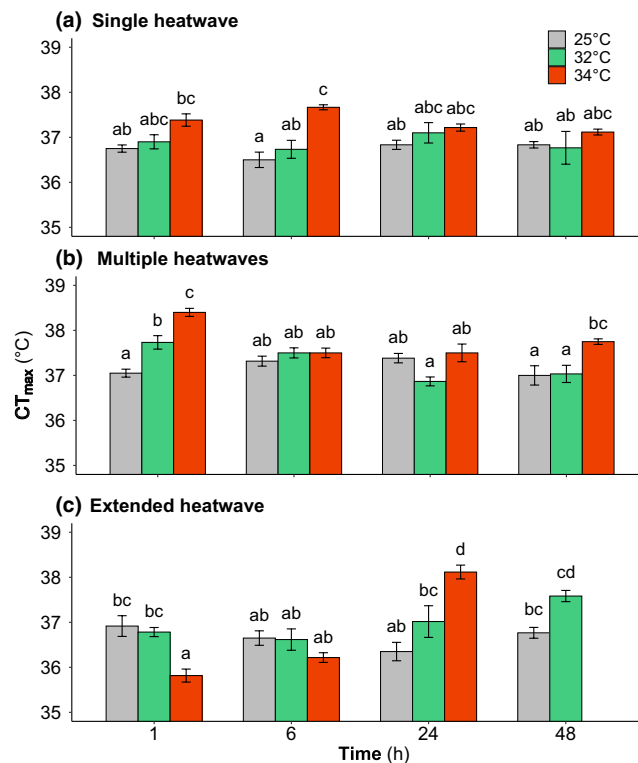 (a) Single heatwave
25°C
32°C
34°C
39
38
37
36
35
ab abc bc a ab c ab abc abc ab ab abc
(b) Multiple heatwaves
CTmax (°C)
39
38
37
36
35
a b c ab ab ab ab a ab a a bc
(c) Extended heatwave
39
38
37
36
35
bc bc a ab ab ab ab bc d bc cd
1 6 24 48
Time (h)